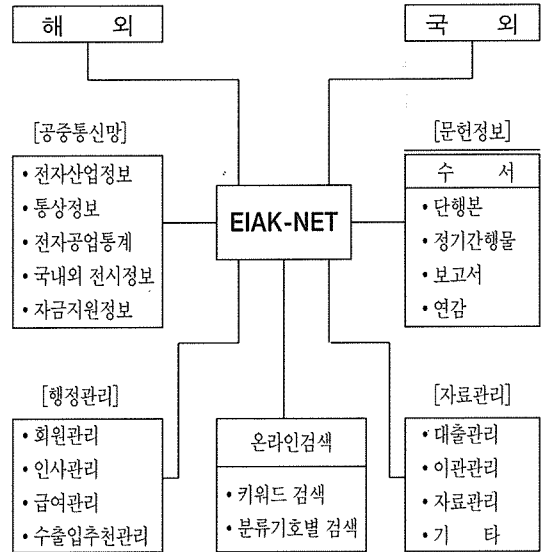 해 외
국 외
[공중통신망]
• 전자산업정보
• 통상정보
• 전자공업통계
• 국내외 전시정보
• 자금지원정보
EIAK-NET
[문헌정보]
수 서
• 단행본
• 정기간행물
• 보고서
• 연감
[행정관리]
• 회원관리
• 인사관리
• 급여관리
• 수출입추천관리
온라인검색
• 키워드 검색
• 분류기호별 검색
[자료관리]
• 대출관리
• 이관관리
• 자료관리
• 기 타